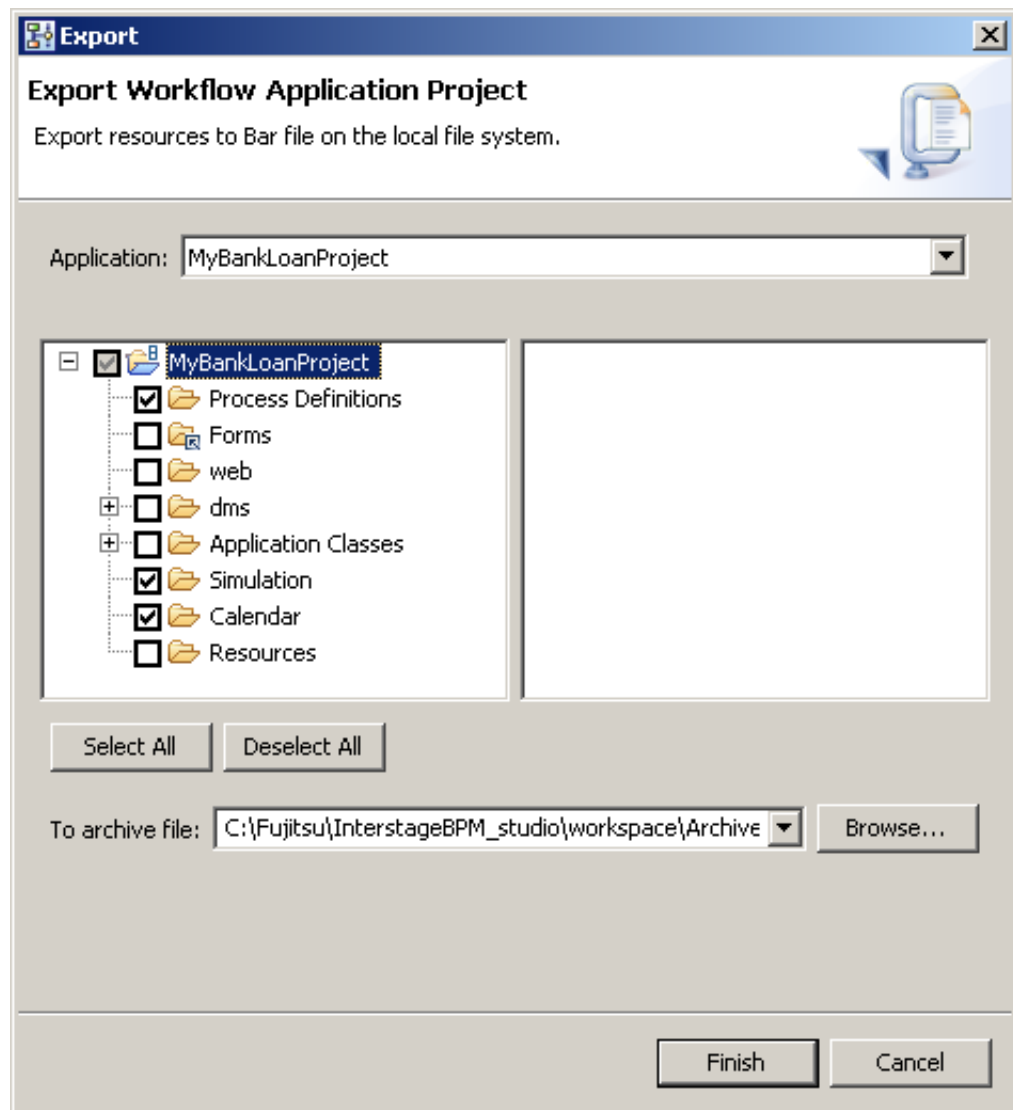 Export
Export Workflow Application Project
Export resources to Bar file on the local file system.
Application: MyBankLoanProject
MyBankLoanProject
Process Definitions
Forms
web
dms
Application Classes
Simulation
Calendar
Resources
Select All Deselect All
To archive file: C:\Fujitsu\InterstageBPM_studio\workspace\Archive Browse...
Finish Cancel